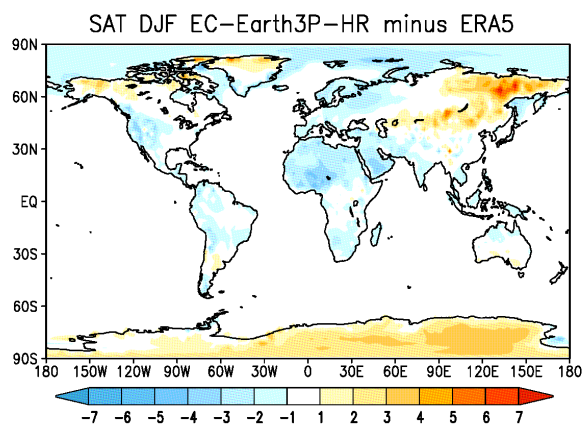 SAT DJF EC-Earth3P-HR minus ERA5
90N
60N
30N
EQ
30S
60S
90S
180 150W 120W 90W 60W 30W 0 30E 60E 90E 120E 150E 180
-7 -6 -5 -4 -3 -2 -1 1 2 3 4 5 6 7